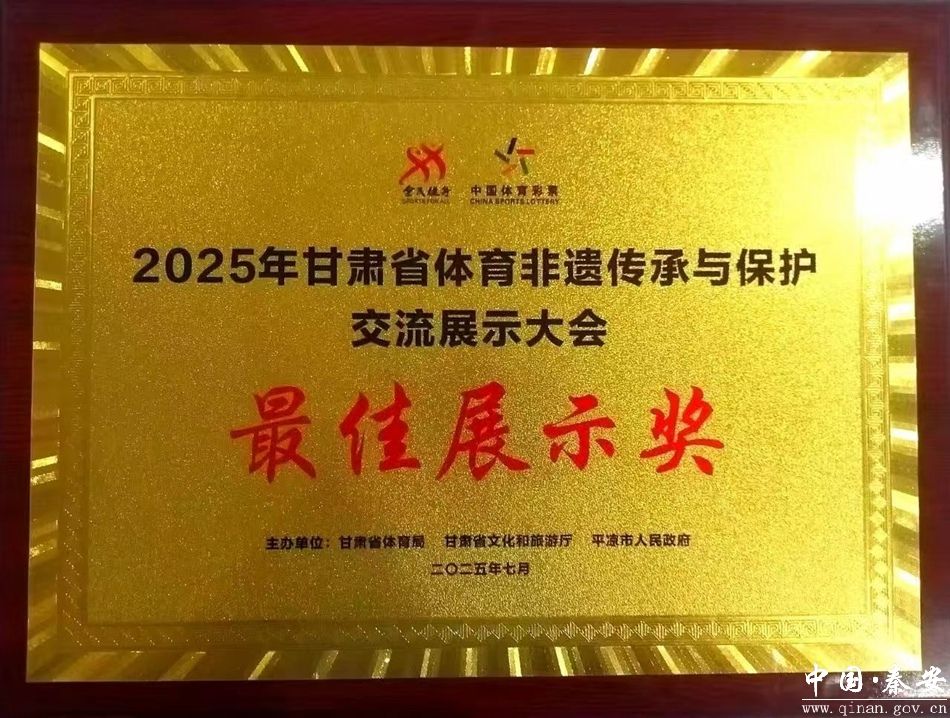 全民健身 中国体育彩票
SPORTS FOR ALL CHINA SPORTS LOTTERY
2025年甘肃省体育非遗传承与保护
交流展示大会
最佳展示奖
主办单位：甘肃省体育局 甘肃省文化和旅游厅 平凉市人民政府
二〇二五年七月
中国·秦安
www.qinan.gov.cn